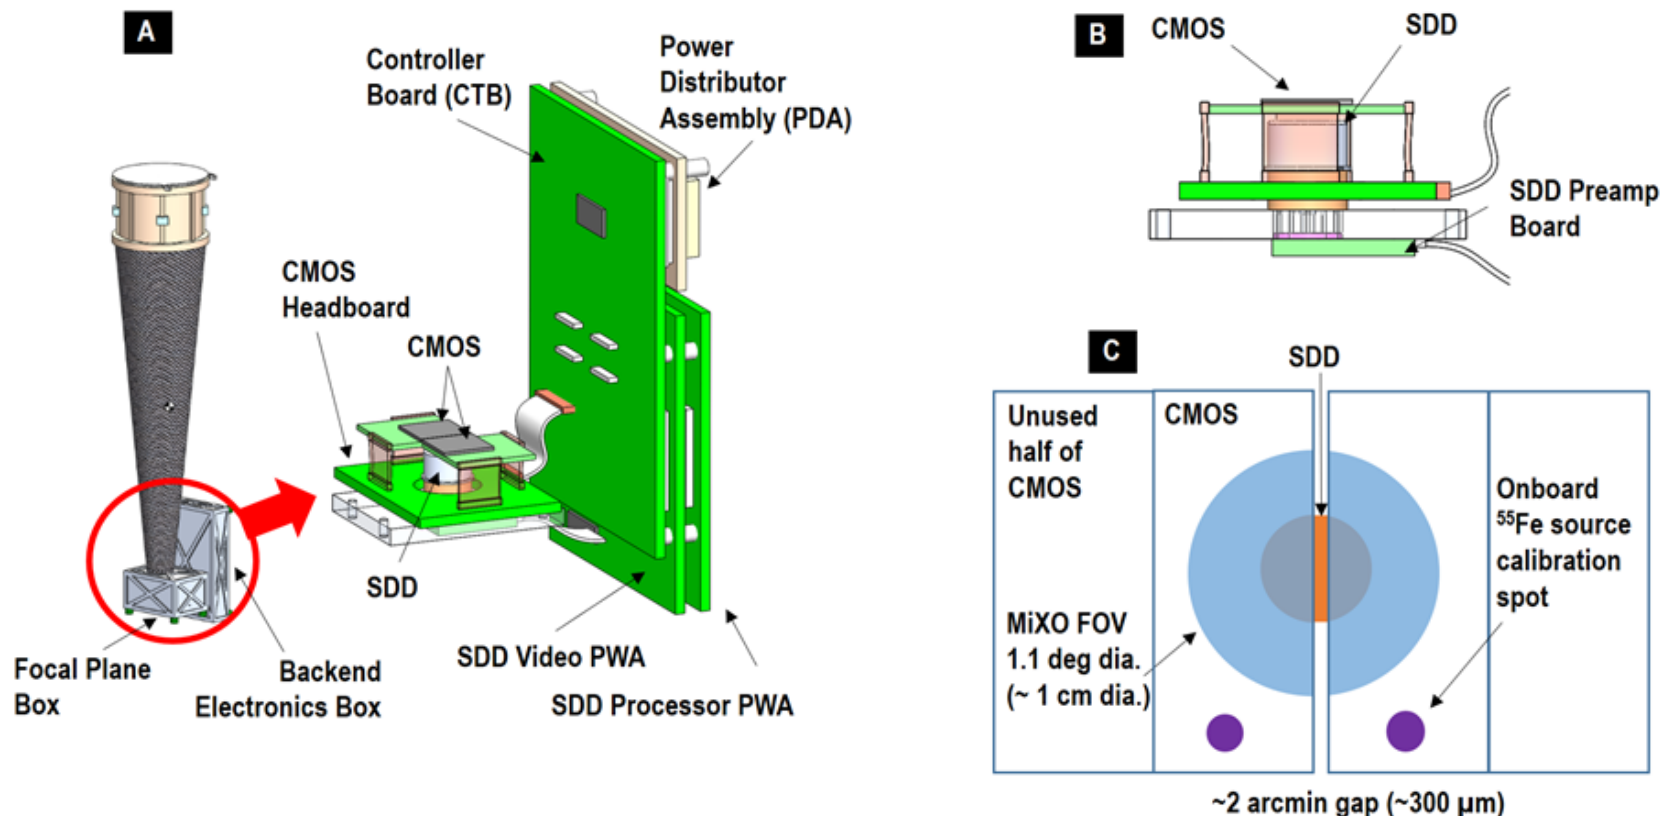 A
Controller
Board (CTB)
Power
Distributor
Assembly (PDA)
CMOS
Headboard
CMOS
SDD
Focal Plane
Box
Backend
Electronics Box
SDD Video PWA
SDD Processor PWA
B
CMOS
SDD
SDD Preamp
Board
C
SDD
Unused
half of
CMOS
CMOS
Onboard
⁵⁵Fe source
calibration
spot
MiXO FOV
1.1 deg dia.
(~ 1 cm dia.)
~2 arcmin gap (~300 µm)